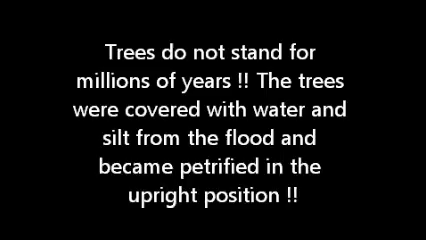 Trees do not stand for
millions of years !! The trees
were covered with water and
silt from the flood and
became petrified in the
upright position !!